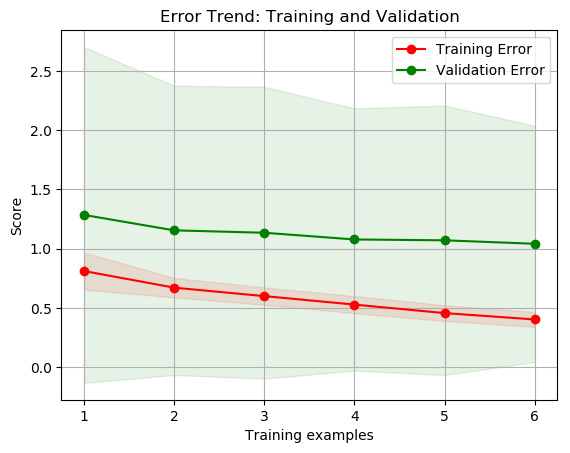 Error Trend: Training and Validation
Training Error
Validation Error
Score
2.5
2.0
1.5
1.0
0.5
0.0
1 2 3 4 5 6
Training examples